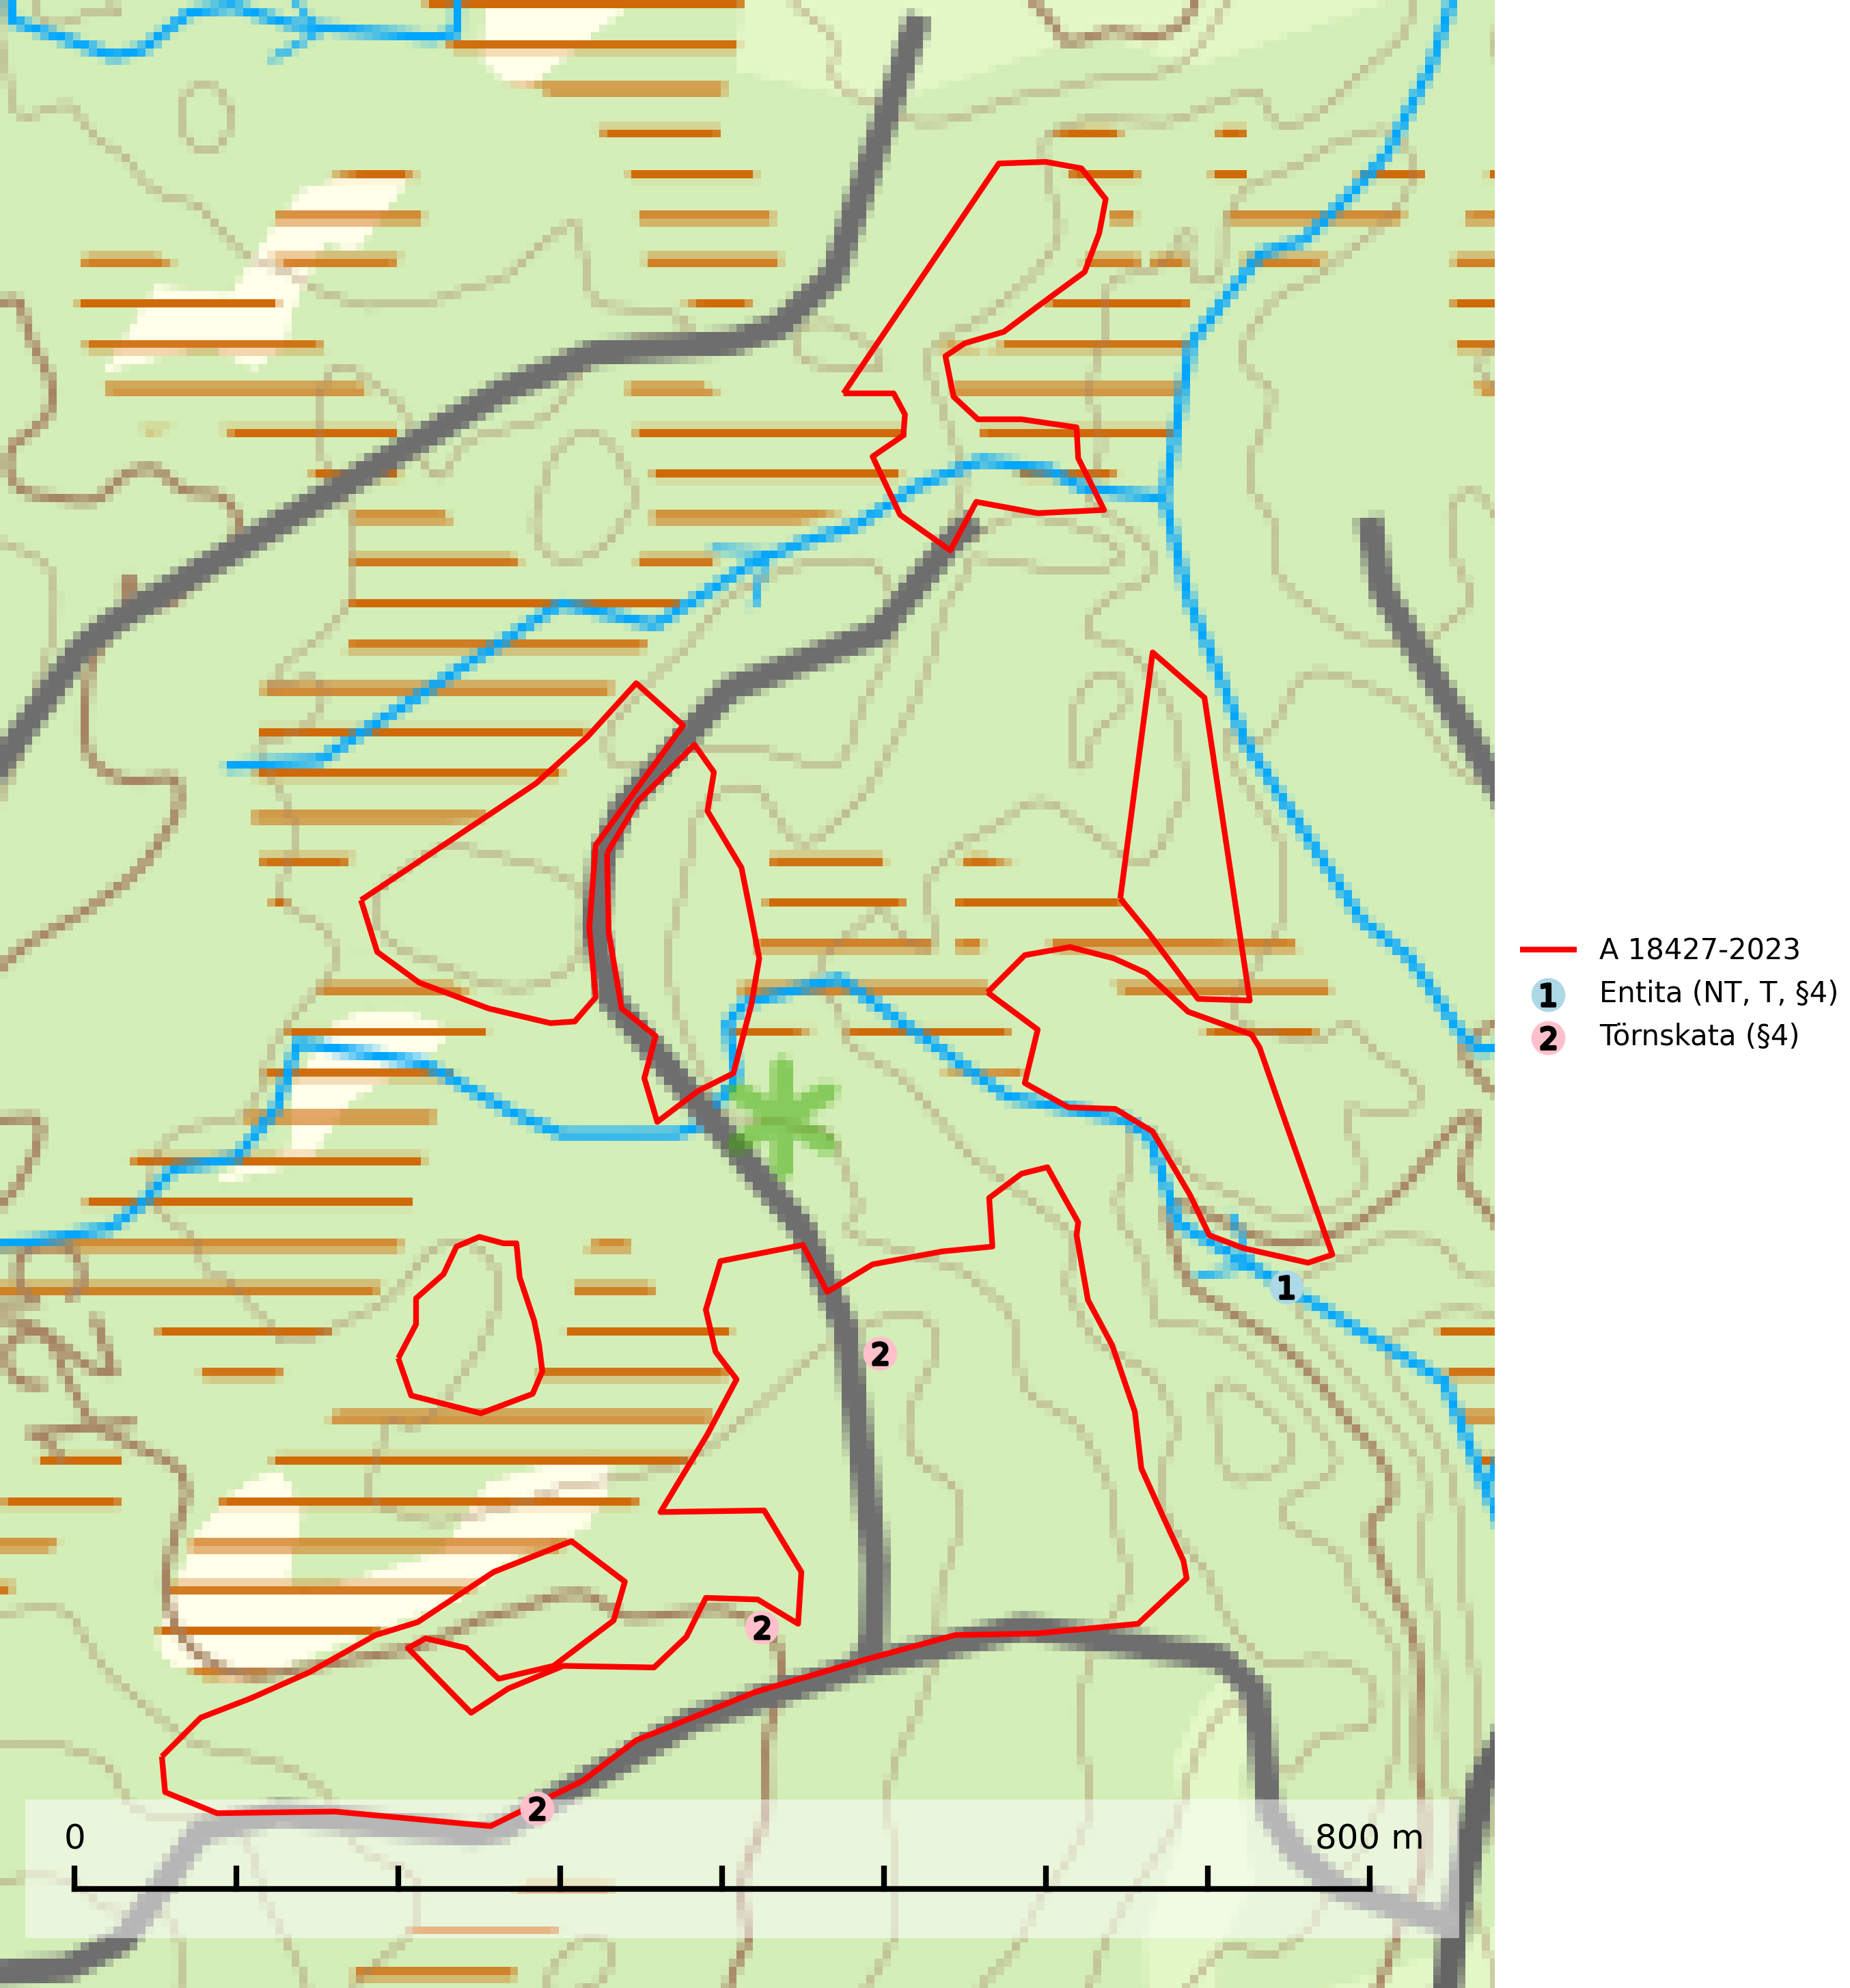 A 18427-2023
1 Entita (NT, T, §4)
2 Törnskata (§4)
1
2
2
2
0 800 m